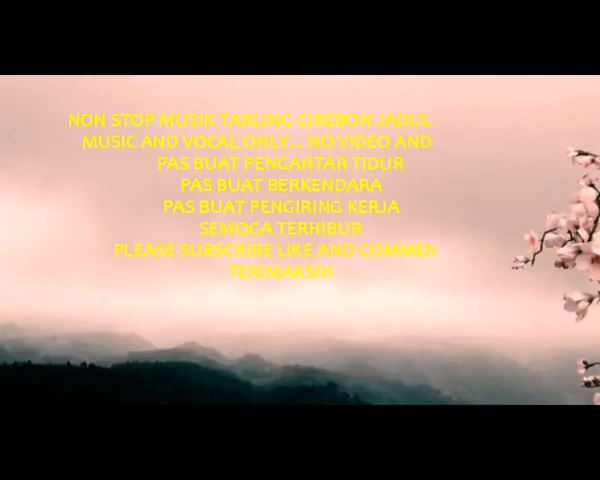 NON STOP MUSIK TARLING CIREBON JADUL
MUSIC AND VOCAL ONLY.... NO VIDEO AND
PAS BUAT PENGANTAR TIDUR
PAS BUAT BERKENDARA
PAS BUAT PENGIRING KERJA
SEMOGA TERHIBUR
PLEASE SUBSCRIBE LIKE AND COMMEN
TERIMAKSIH